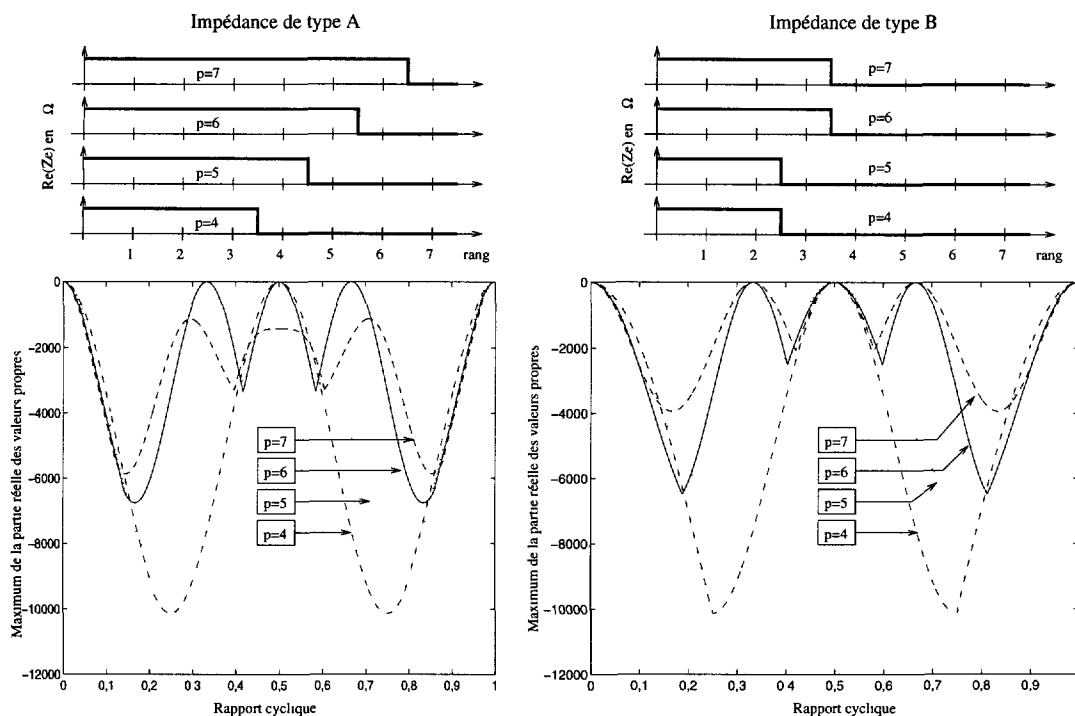 Impédance de type A
Re(Ze) en Ω
p=7
p=6
p=5
p=4
1 2 3 4 5 6 7 rang
Maximum de la partie réelle des valeurs propres
0
-2000
-4000
-6000
-8000
-10000
-12000
p=7
p=6
p=5
p=4
0 0,1 0,2 0,3 0,4 0,5 0,6 0,7 0,8 0,9 1
Rapport cyclique
Impédance de type B
Re(Ze) en Ω
p=7
p=6
p=5
p=4
1 2 3 4 5 6 7 rang
Maximum de la partie réelle des valeurs propres
0
-2000
-4000
-6000
-8000
-10000
-12000
p=7
p=6
p=5
p=4
0 0,1 0,2 0,3 0,4 0,5 0,6 0,7 0,8 0,9
Rapport cyclique